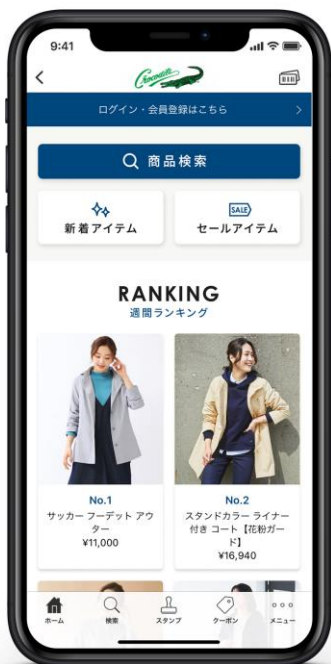 9:41
Crocodile
ログイン・会員登録はこちら
商品検索
新着アイテム
SALE
セールアイテム
RANKING
週間ランキング
No.1
サッカー フーデット アウ
ター
¥11,000
No.2
スタンドカラー ライナー
付き コート【花粉ガー
ド】
¥16,940
ホーム
検索
スタンプ
クーポン
メニュー